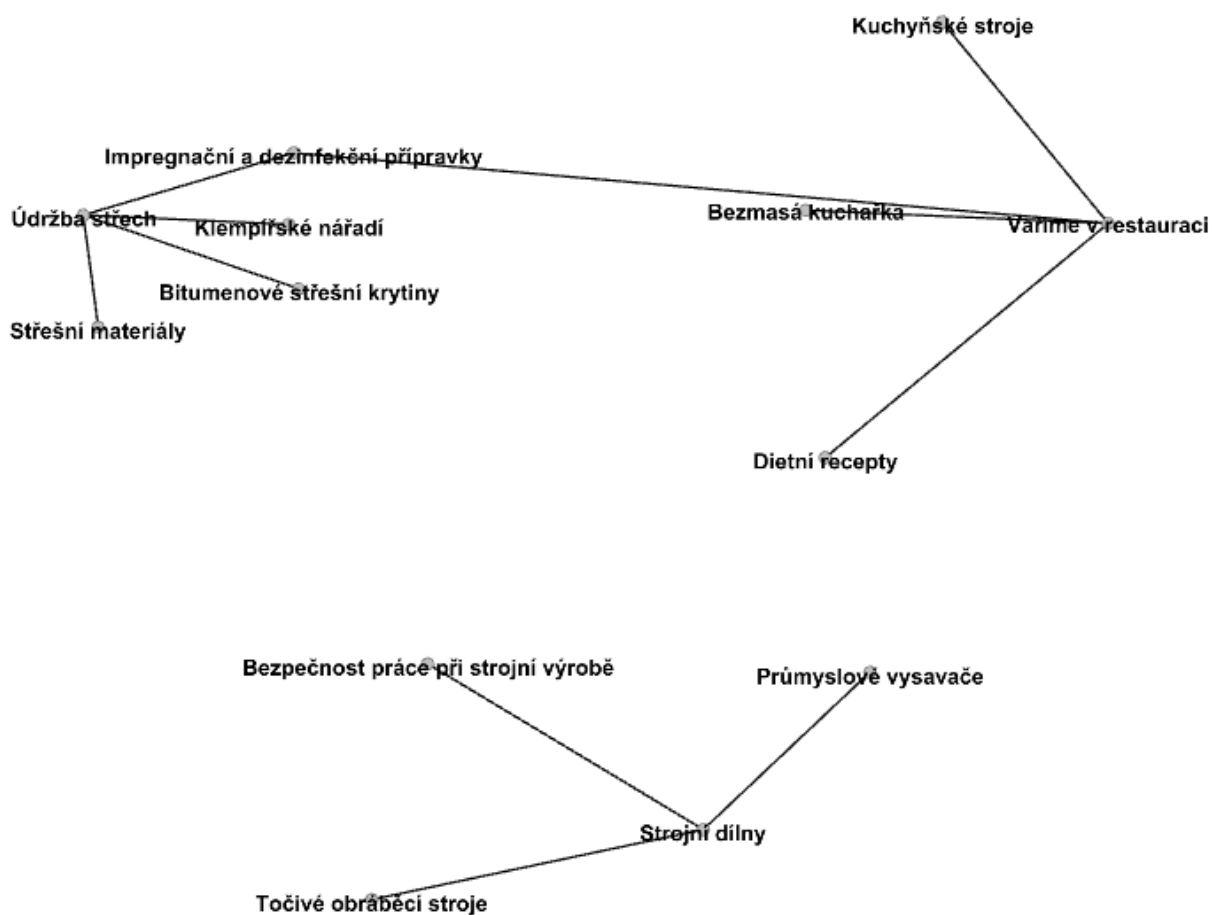 Kuchyňské stroje
Impregnační a dezinfekční přípravky
Bezmasá kuchařka
Údržba střech
Klempířské nářadí
Vaříme v restauraci
Bitumenové střešní krytiny
Střešní materiály
Dietní recepty
Bezpečnost práce při strojní výrobě
Průmyslově vysavače
Strojní dílny
Točivé obráběcí stroje